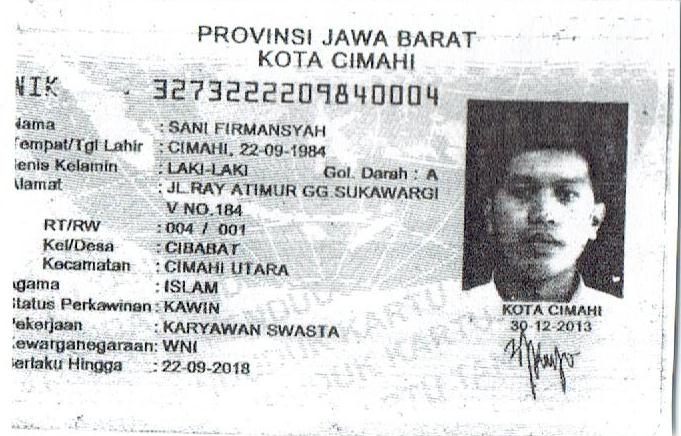 PROVINSI JAWA BARAT
KOTA CIMAHI
NIK : 3273222209840004
Nama : SANI FIRMANSYAH
Tempat/Tgl Lahir : CIMAHI, 22-09-1984
Jenis Kelamin : LAKI-LAKI Gol. Darah : A
Alamat : JL.RAY ATIMUR GG SUKAWARGI
V NO.184
RT/RW : 004 / 001
Kel/Desa : CIBABAT
Kecamatan : CIMAHI UTARA
Agama : ISLAM
Status Perkawinan : KAWIN
Pekerjaan : KARYAWAN SWASTA
Kewarganegaraan : WNI
Berlaku Hingga : 22-09-2018
KOTA CIMAHI
30-12-2013